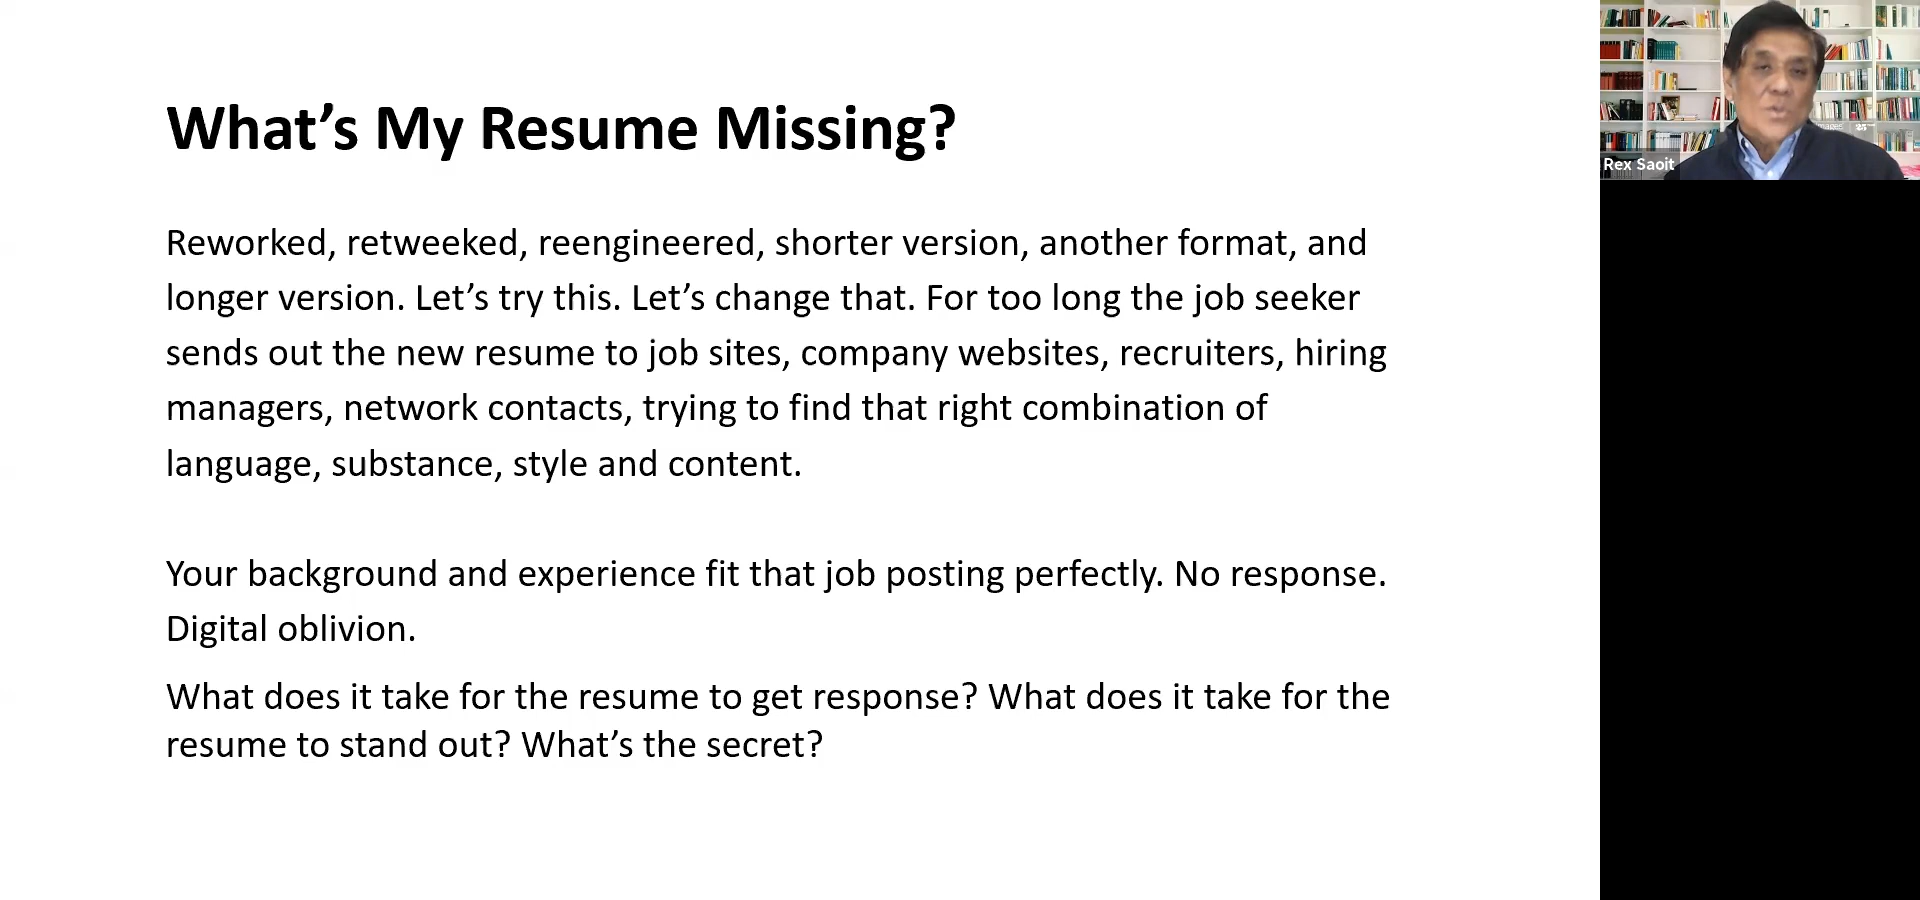 What’s My Resume Missing?
Reworked, retweeked, reengineered, shorter version, another format, and
longer version. Let’s try this. Let’s change that. For too long the job seeker
sends out the new resume to job sites, company websites, recruiters, hiring
managers, network contacts, trying to find that right combination of
language, substance, style and content.
Your background and experience fit that job posting perfectly. No response.
Digital oblivion.
What does it take for the resume to get response? What does it take for the
resume to stand out? What’s the secret?
Rex Saoit